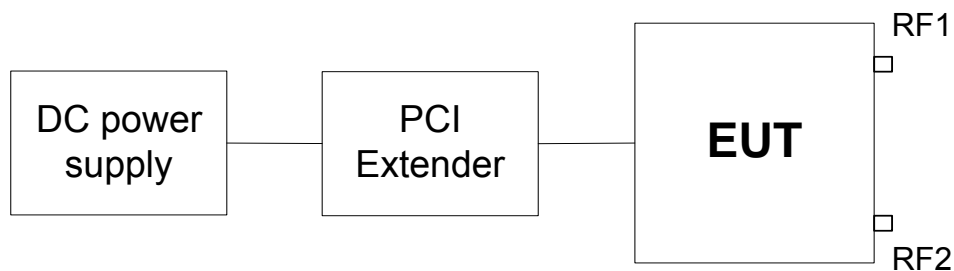 RF1
DC power
supply
PCI
Extender
EUT
RF2